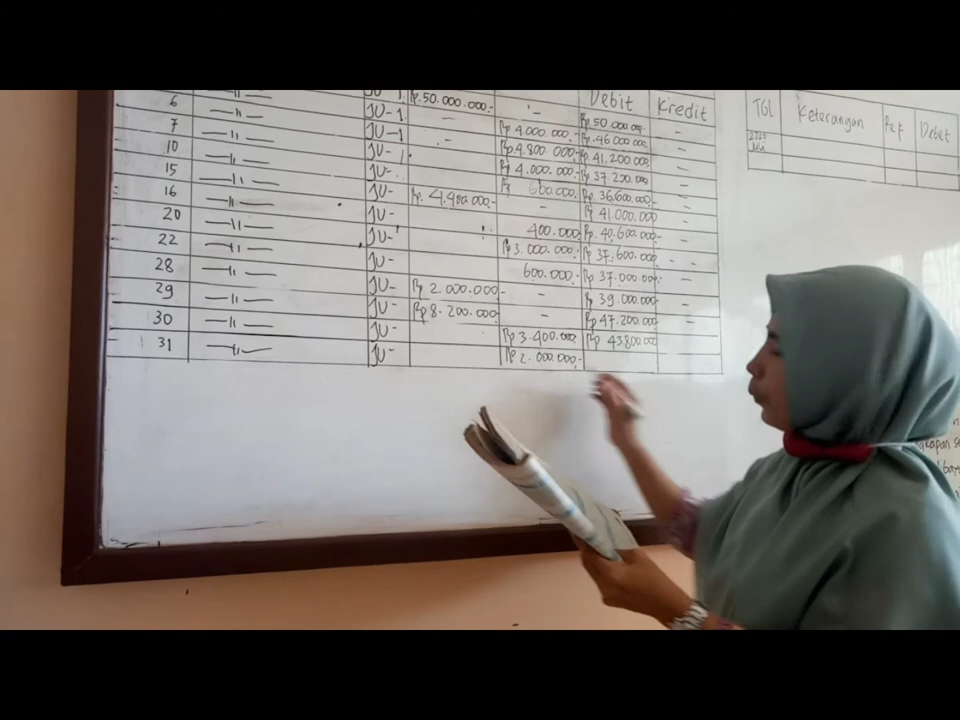 Debit Kredit
JU-1 Rp.50.000.000.- - Rp 50 000 000 -
JU-1 - Rp 4.000.000.- Rp 46 000 000 -
6 —〃— JU-1 - Rp 4.800 000.- Rp 41.200.000 -
7 —〃— JU- Rp 4.000.000.- Rp 37.200.000 -
10 —〃— JU- Rp 600.000.- Rp. 36.600.000.- -
15 —〃— JU- - Rp 41.000.000 -
16 —〃— JU- 400.000 Rp. 40.600.000 -
20 —〃— JU- Rp 3.000.000.- Rp 37.600.000 -
22 —〃— JU- 600.000.- Rp 37.000.000 -
28 —〃— JU- Rp 2.000.000 - Rp 39.000.000 -
29 —〃— JU- Rp 8.200.000 - Rp 47.200.000 -
30 —〃— JU- Rp 3.400.000 Rp 43.800.000
31 —〃— JU- Rp 2.000.000.-
TGL Keterangan Ref Debet